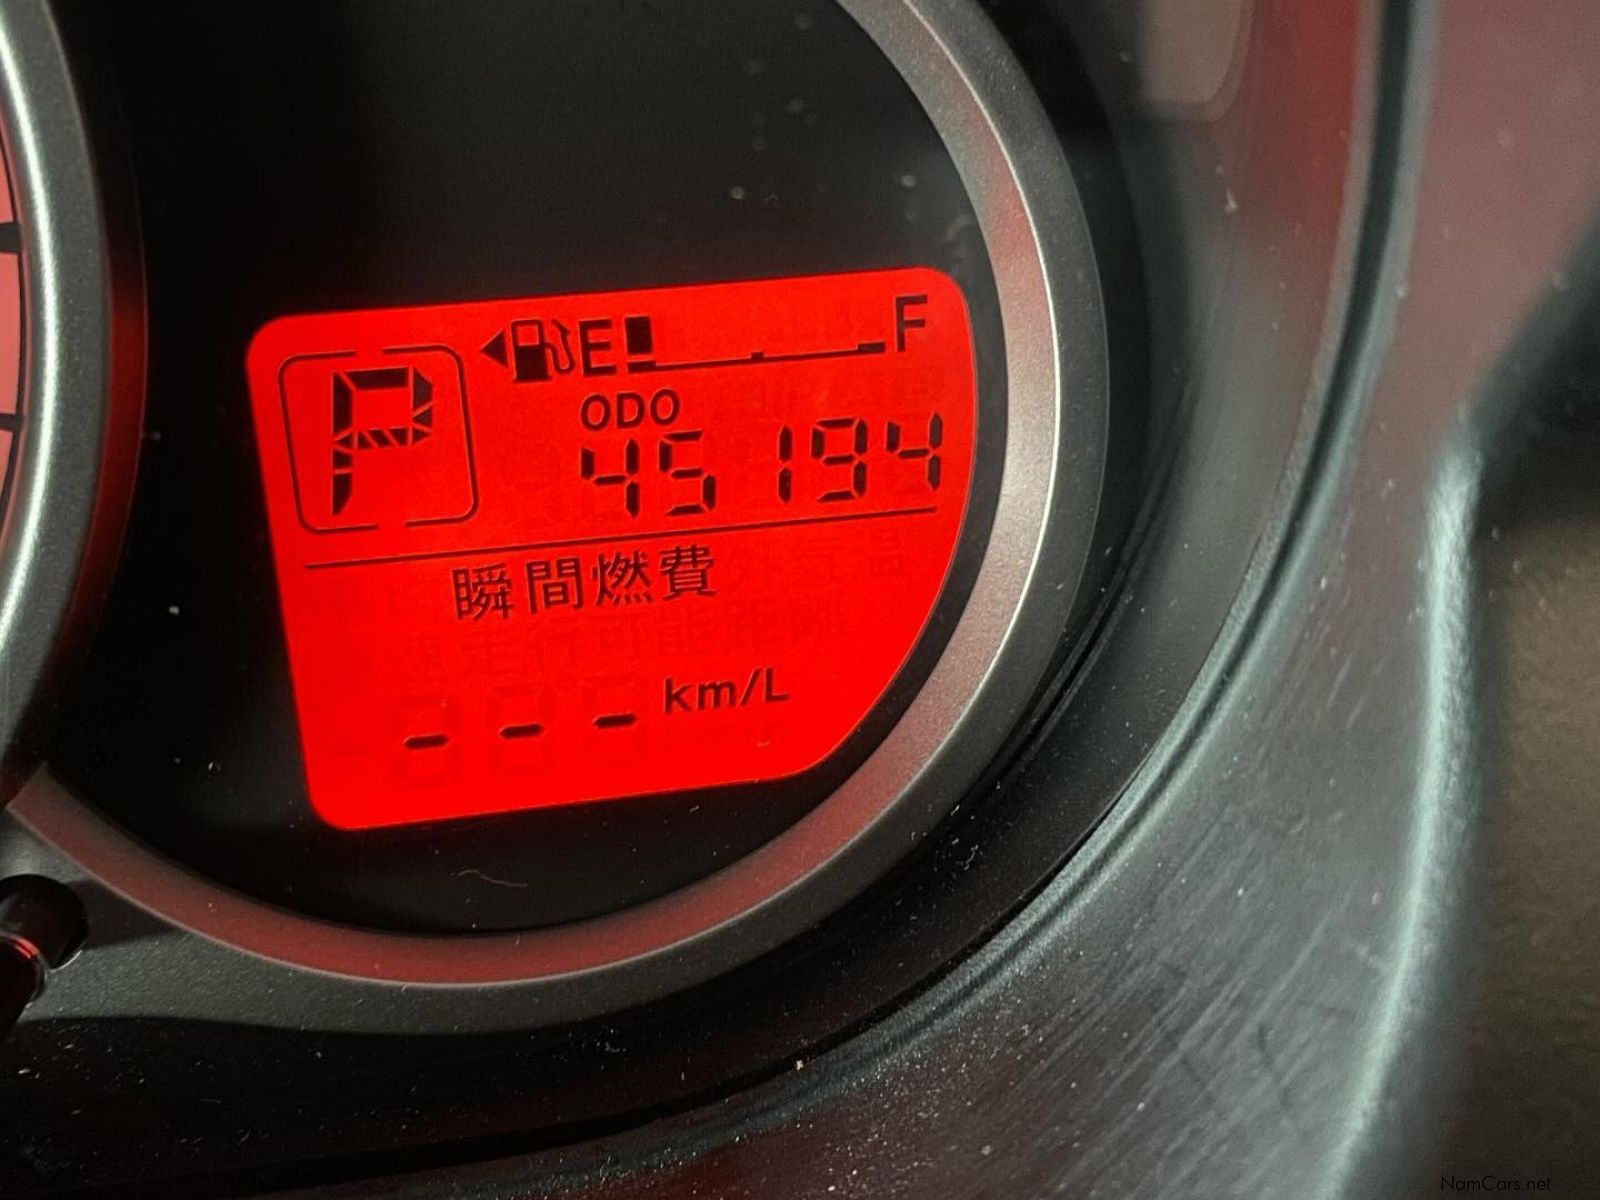 E F
P
ODO
45194
瞬間燃費
--- km/L
NamCars.net